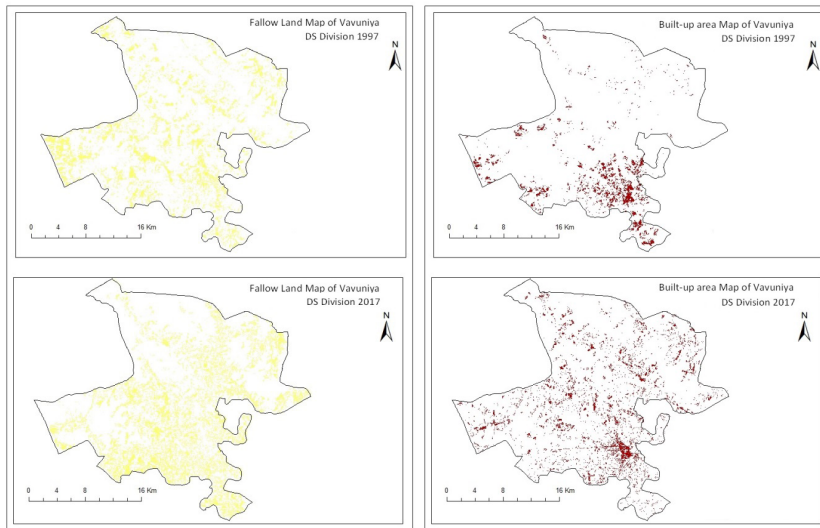 Fallow Land Map of Vavuniya
DS Division 1997
N
0 4 8 16 Km
Built-up area Map of Vavuniya
DS Division 1997
N
0 4 8 16 Km
Fallow Land Map of Vavuniya
DS Division 2017
N
0 4 8 16 Km
Built-up area Map of Vavuniya
DS Division 2017
N
0 4 8 16 Km